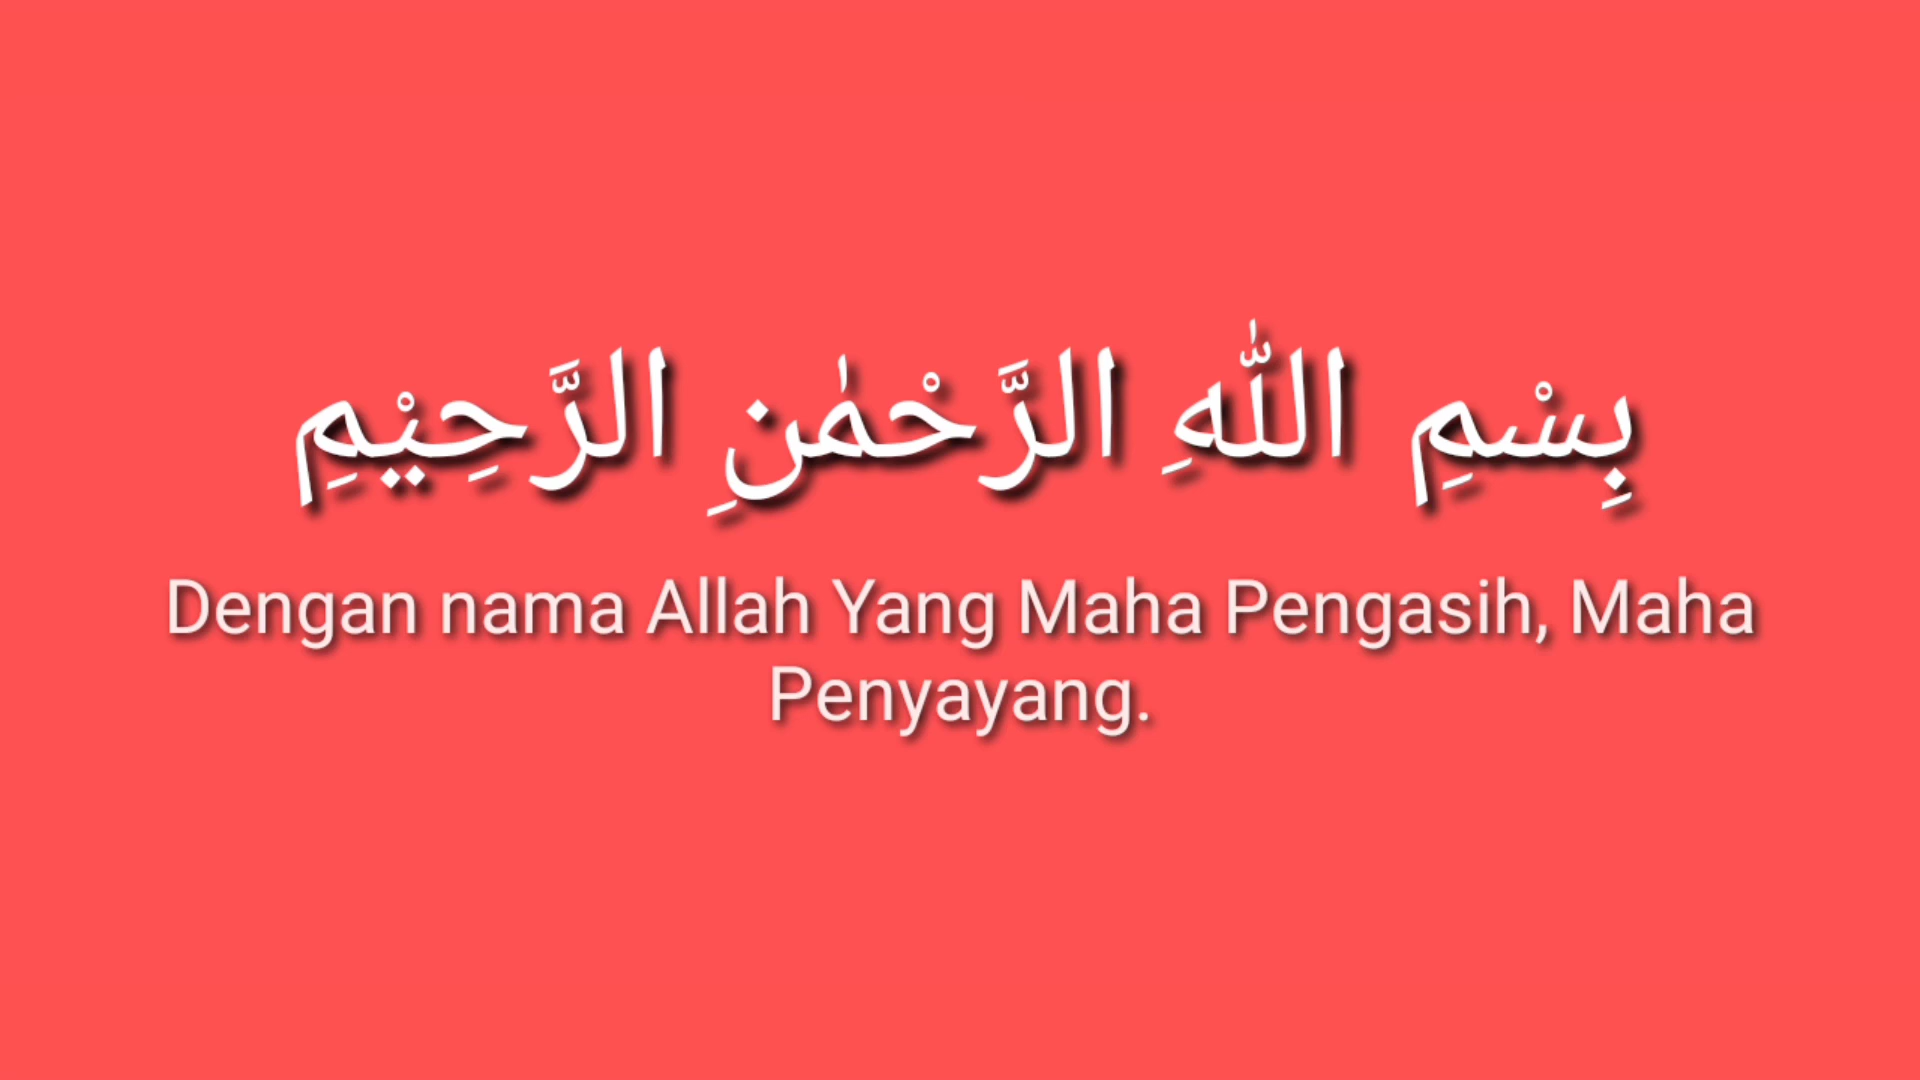 بِسْمِ اللّٰهِ الرَّحْمٰنِ الرَّحِيْمِ
Dengan nama Allah Yang Maha Pengasih, Maha
Penyayang.